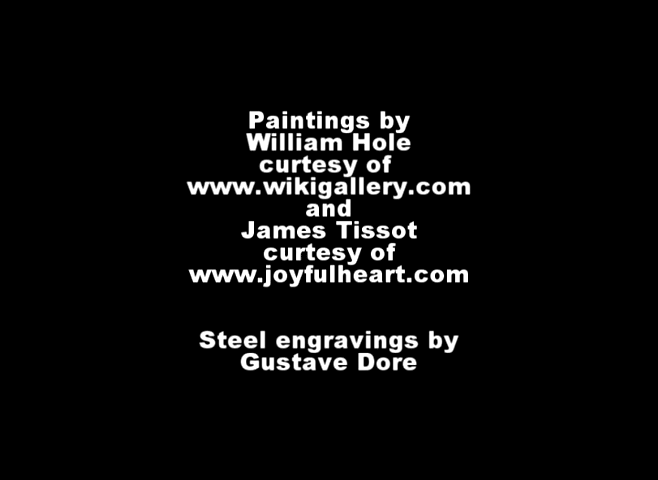 Paintings by
William Hole
curtesy of
www.wikigallery.com
and
James Tissot
curtesy of
www.joyfulheart.com
Steel engravings by
Gustave Dore